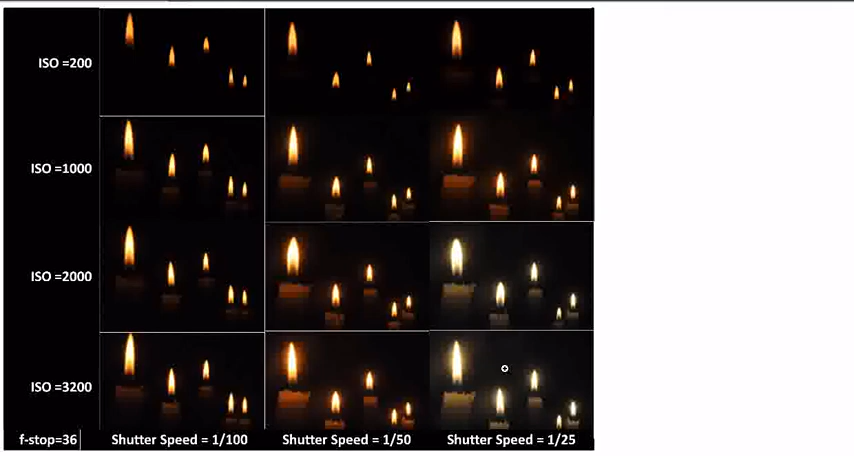 ISO =200
ISO =1000
ISO =2000
ISO =3200
f-stop=36 Shutter Speed = 1/100 Shutter Speed = 1/50 Shutter Speed = 1/25